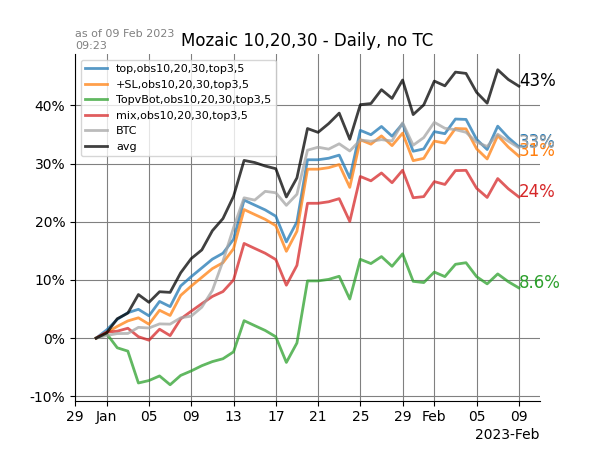 as of 09 Feb 2023
09:23
Mozaic 10,20,30 - Daily, no TC
top,obs10,20,30,top3,5
+SL,obs10,20,30,top3,5
TopvBot,obs10,20,30,top3,5
mix,obs10,20,30,top3,5
BTC
avg
43%
40%
33%
31%
30%
24%
20%
10%
8.6%
0%
-10%
29 Jan 05 09 13 17 21 25 29 Feb 05 09
2023-Feb